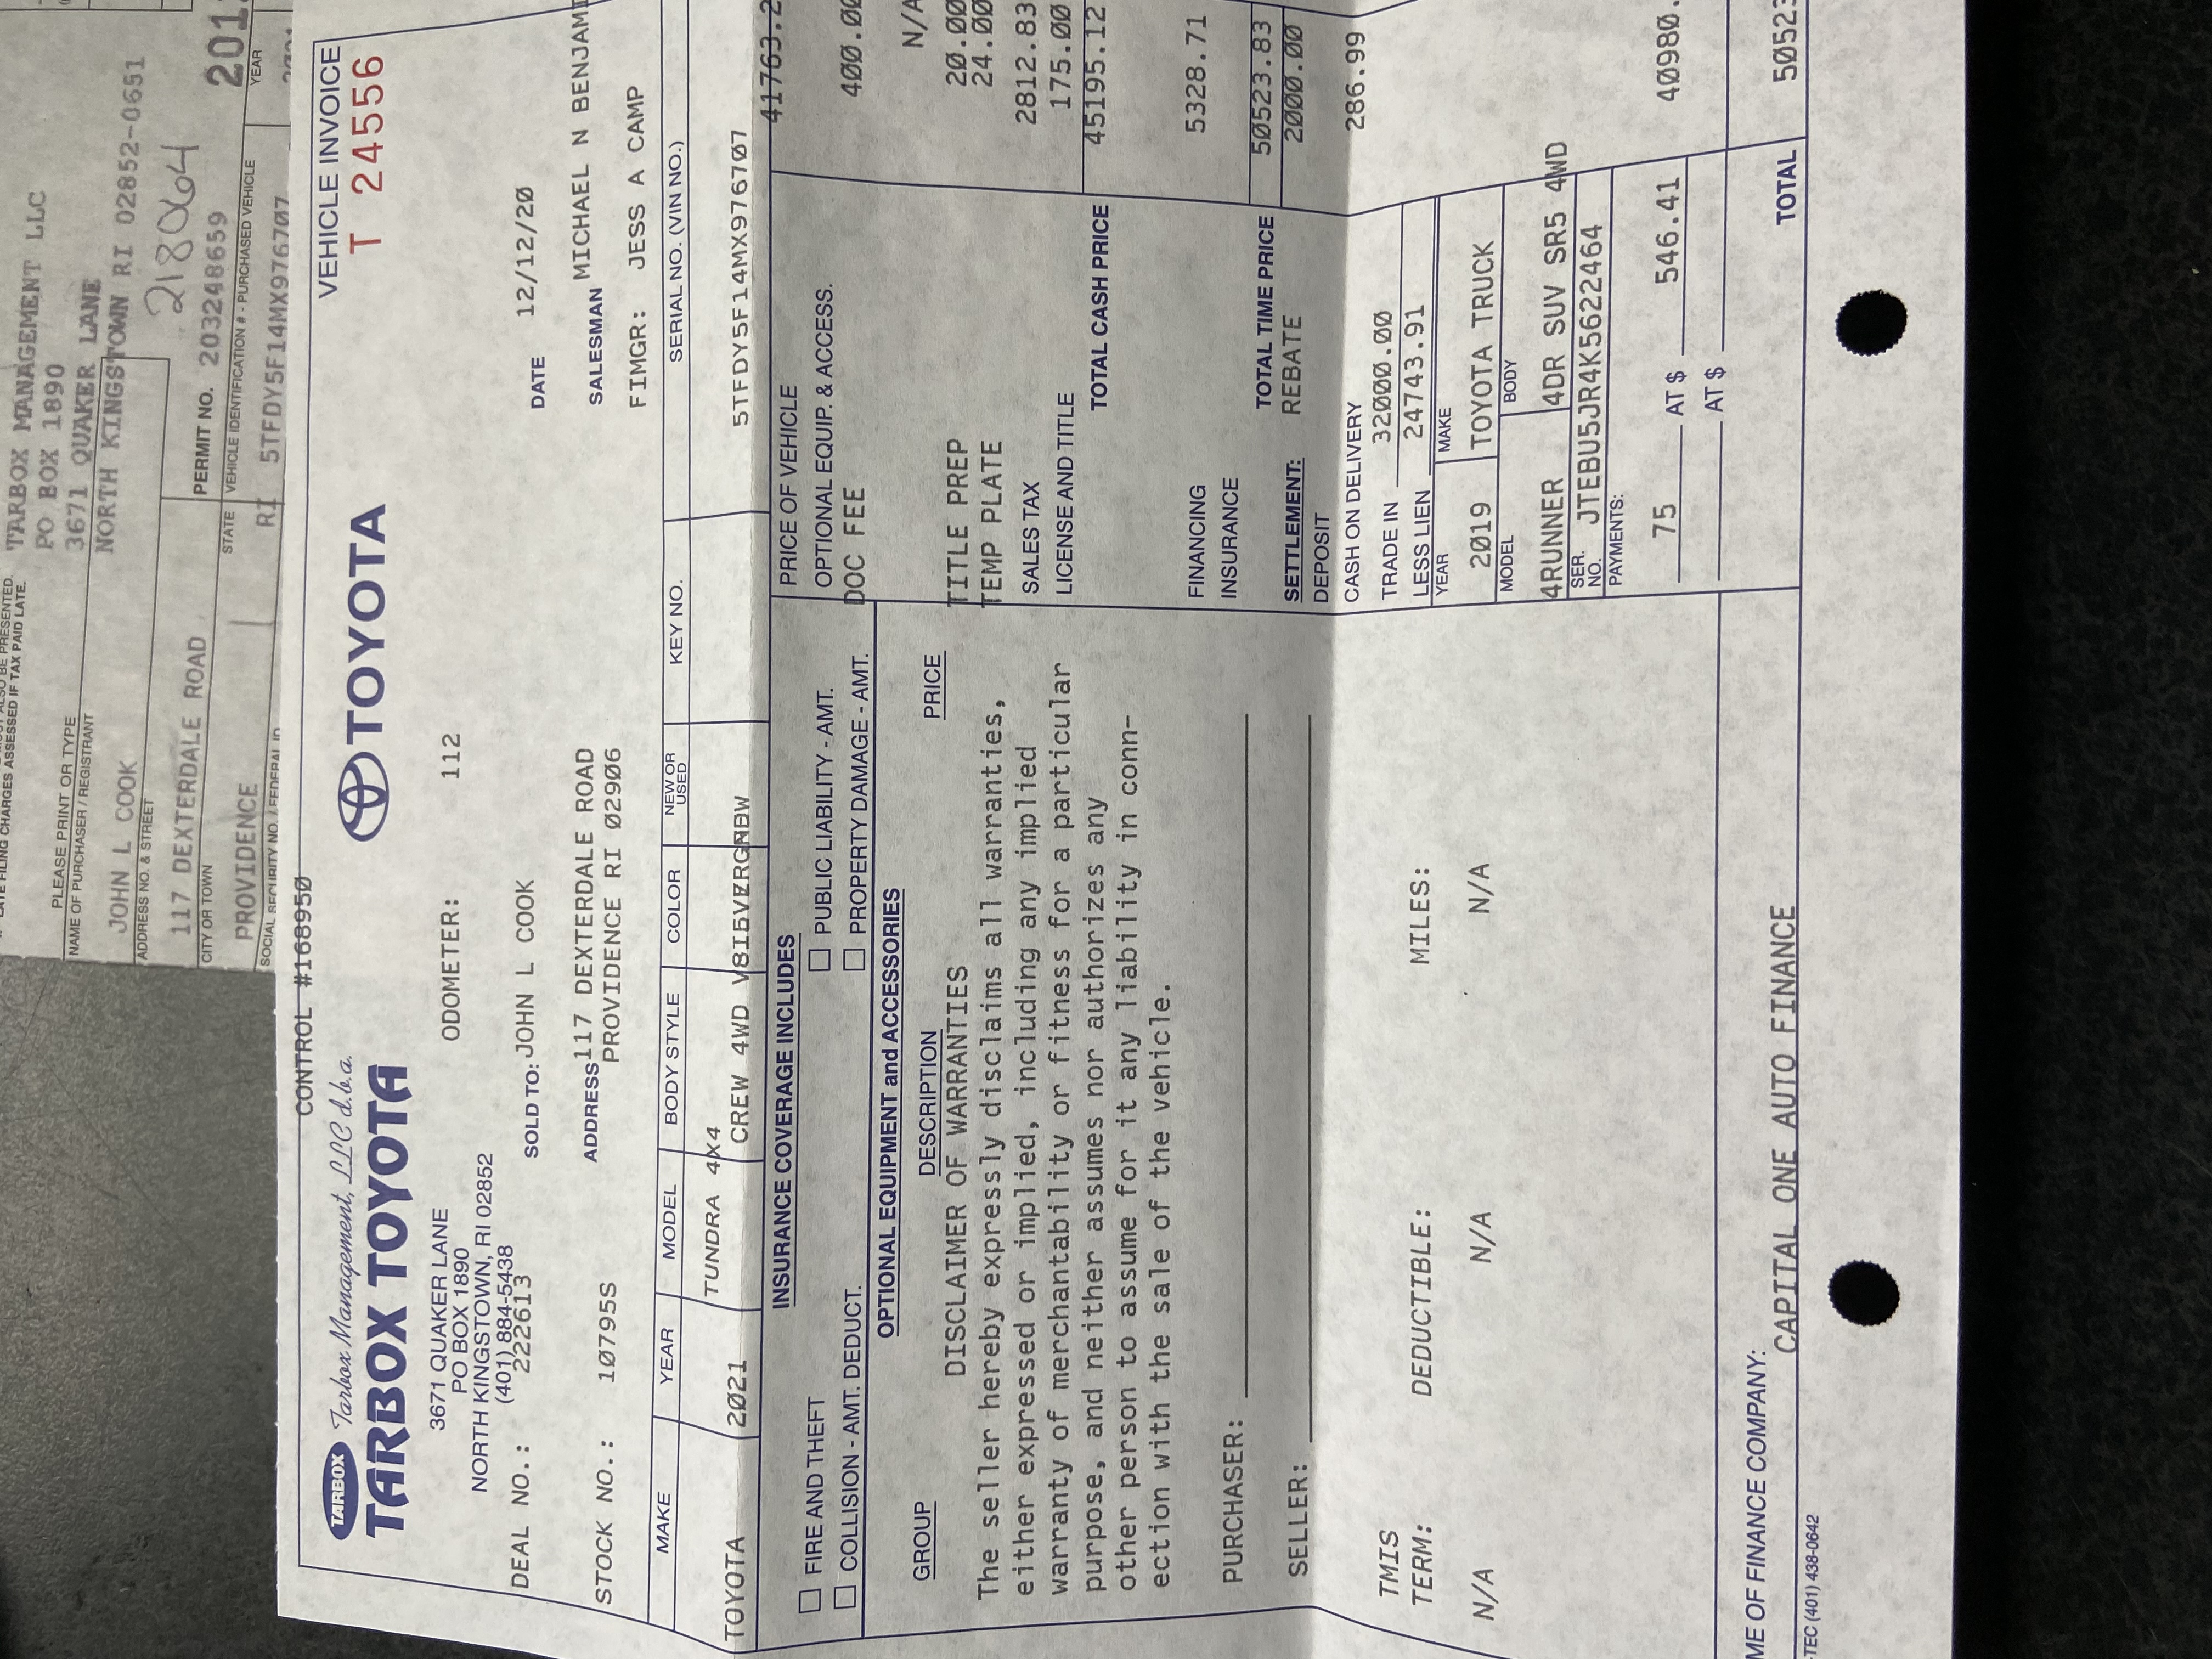 CHARGES ASSESSED IF TAX PAID LATE.
TARBOX MANAGEMENT LLC
PO BOX 1890
3671 QUAKER LANE
NORTH KINGSTOWN RI 02852-0651
PLEASE PRINT OR TYPE
NAME OF PURCHASER / REGISTRANT
JOHN L COOK
21804
ADDRESS NO. & STREET
117 DEXTERDALE ROAD
PERMIT NO. 203248659
CITY OR TOWN
STATE
VEHICLE IDENTIFICATION # - PURCHASED VEHICLE
YEAR
PROVIDENCE
RI
5TFDY5F14MX976707
SOCIAL SECURITY NO. / FEDERAL ID
CONTROL #168950
VEHICLE INVOICE
T 24556
TARBOX Tarbox Management, LLC d.b.a.
TARBOX TOYOTA
TOYOTA
3671 QUAKER LANE
PO BOX 1890
NORTH KINGSTOWN, RI 02852
(401) 884-5438
ODOMETER: 112
DEAL NO.: 222613
SOLD TO: JOHN L COOK
DATE 12/12/20
STOCK NO.: 10795S
ADDRESS 117 DEXTERDALE ROAD
PROVIDENCE RI 02906
SALESMAN MICHAEL N BENJAMI
FIMGR: JESS A CAMP
MAKE YEAR MODEL BODY STYLE COLOR NEW OR USED KEY NO. SERIAL NO. (VIN NO.)
TUNDRA 4X4
TOYOTA 2021 CREW 4WD 5TFDY5F14MX976707
INSURANCE COVERAGE INCLUDES
FIRE AND THEFT
PUBLIC LIABILITY - AMT.
COLLISION - AMT. DEDUCT.
PROPERTY DAMAGE - AMT.
OPTIONAL EQUIPMENT and ACCESSORIES
GROUP DESCRIPTION PRICE
DISCLAIMER OF WARRANTIES
The seller hereby expressly disclaims all warranties,
either expressed or implied, including any implied
warranty of merchantability or fitness for a particular
purpose, and neither assumes nor authorizes any
other person to assume for it any liability in conn-
ection with the sale of the vehicle.
PURCHASER:
SELLER:
TMIS
TERM: DEDUCTIBLE: MILES:
N/A N/A N/A
PRICE OF VEHICLE 41763.2
OPTIONAL EQUIP. & ACCESS.
DOC FEE 400.00
N/A
TITLE PREP 20.00
TEMP PLATE 24.00
SALES TAX 2812.83
LICENSE AND TITLE 175.00
TOTAL CASH PRICE 45195.12
FINANCING 5328.71
INSURANCE
TOTAL TIME PRICE 50523.83
SETTLEMENT: REBATE 2000.00
DEPOSIT
CASH ON DELIVERY 286.99
TRADE IN 32000.00
LESS LIEN 24743.91
YEAR MAKE
2019 TOYOTA TRUCK
MODEL BODY
4RUNNER 4DR SUV SR5 4WD
SER. NO. JTEBU5JR4K5622464
PAYMENTS:
75 AT $ 546.41 40980.
AT $
ME OF FINANCE COMPANY:
CAPITAL ONE AUTO FINANCE
TOTAL 50523
TEC (401) 438-0642